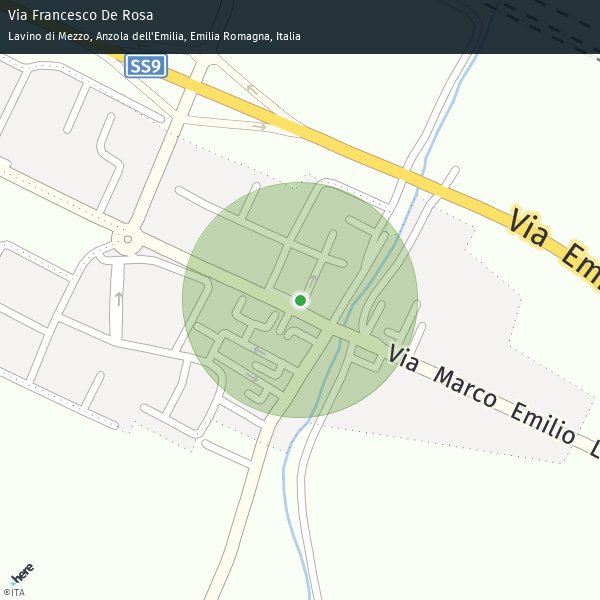 Via Francesco De Rosa
Lavino di Mezzo, Anzola dell'Emilia, Emilia Romagna, Italia
SS9
Via Emi
Via Marco Emilio L
here
©ITA